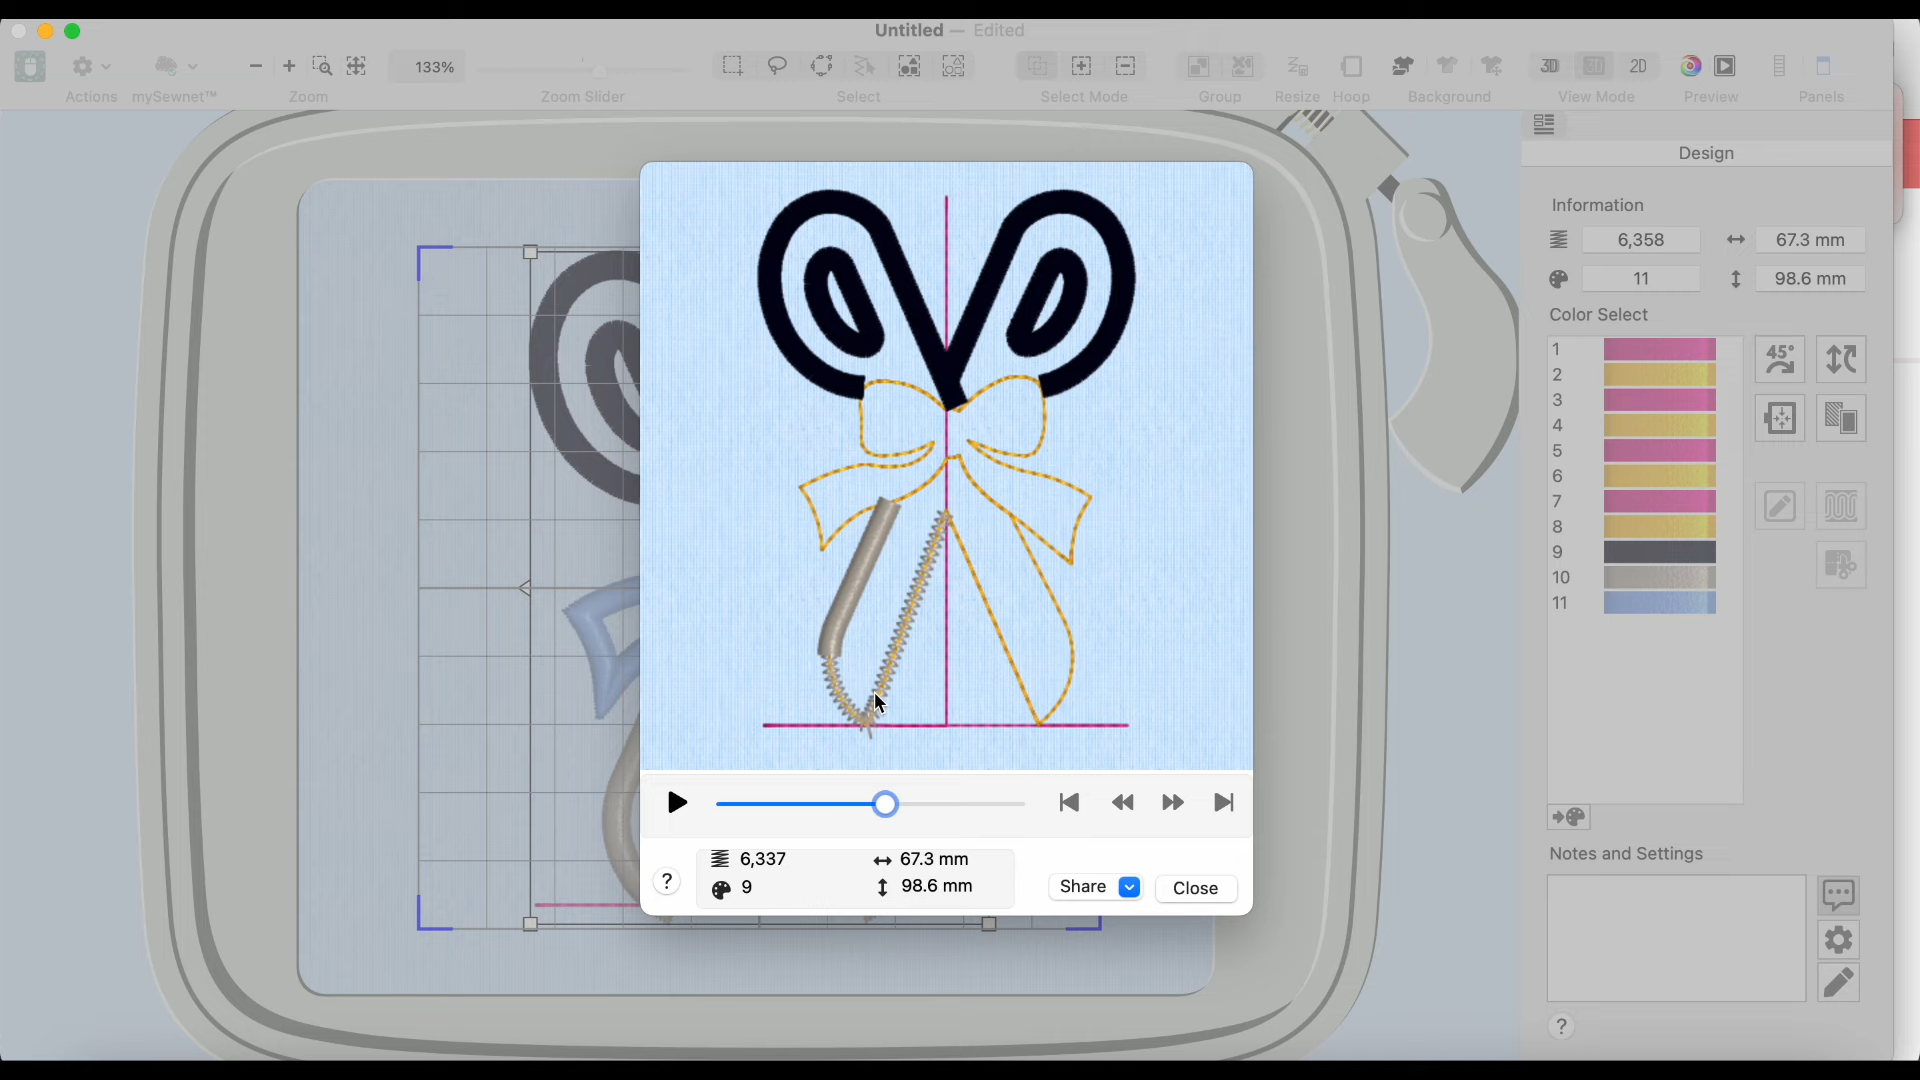 Untitled — Edited
133%
3D
3D
2D
Actions
mySewnet™
Zoom
Zoom Slider
Select
Select Mode
Group
Resize
Hoop
Background
View Mode
Preview
Panels
Design
Information
6,358
67.3 mm
11
98.6 mm
Color Select
1
2
3
4
5
6
7
8
9
10
11
45°
Notes and Settings
?
6,337
67.3 mm
9
98.6 mm
?
Share
Close